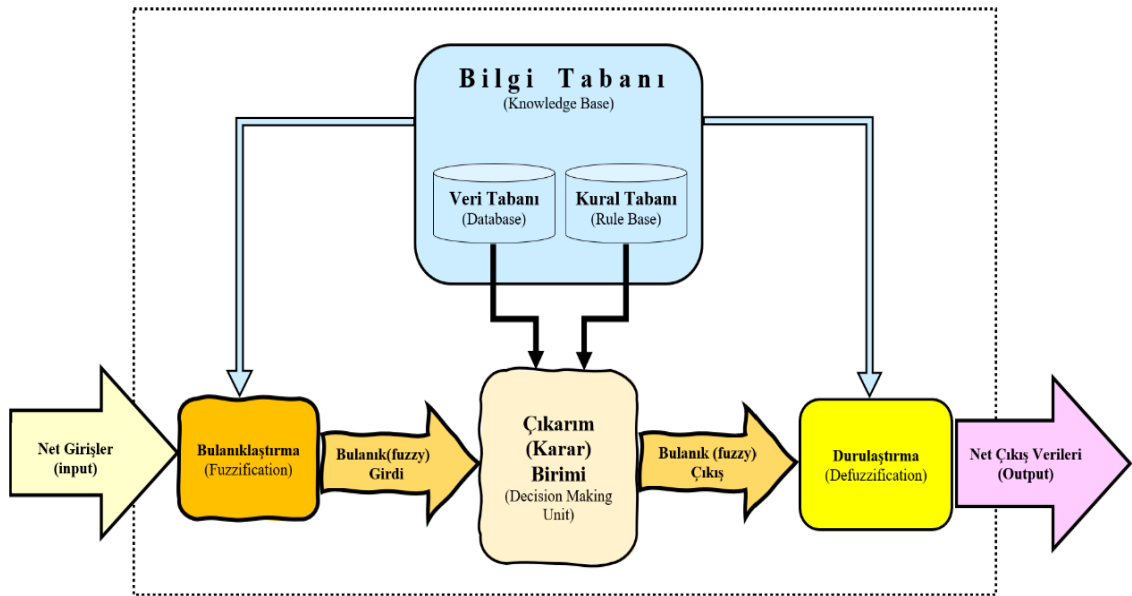 Bilgi Tabanı
(Knowledge Base)
Veri Tabanı
(Database)
Kural Tabanı
(Rule Base)
Net Girişler
(input)
Bulanıklaştırma
(Fuzzification)
Bulanık(fuzzy)
Girdi
Çıkarım
(Karar)
Birimi
(Decision Making
Unit)
Bulanık (fuzzy)
Çıkış
Durulaştırma
(Defuzzification)
Net Çıkış Verileri
(Output)